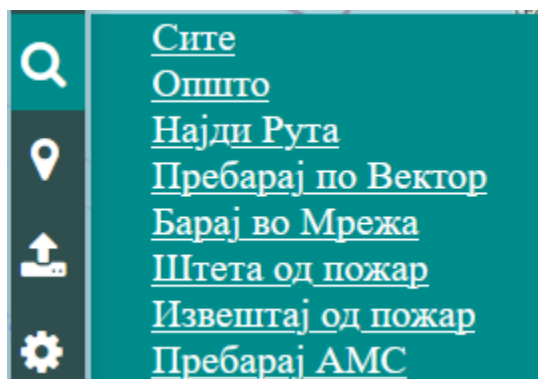 Сите
Општо
Најди Рута
Пребарај по Вектор
Барај во Мрежа
Штета од пожар
Извештај од пожар
Пребарај АМС